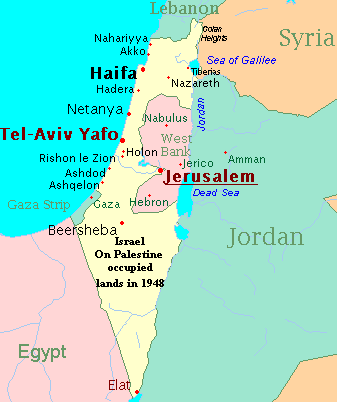 Lebanon
Nahariyya
Akko
Golan
Heights
Syria
Haifa
Sea of Galilee
Tiberias
Nazareth
Hadera
Netanya
Nabulus
Jordan
Tel-Aviv Yafo
West
Bank
Holon
Rishon le Zion
Jerico
Amman
Ashdod
Jerusalem
Ashqelon
Dead Sea
Gaza Strip
Gaza
Hebron
Beersheba
Jordan
Israel
On Palestine
occupied
lands in 1948
Egypt
Elat